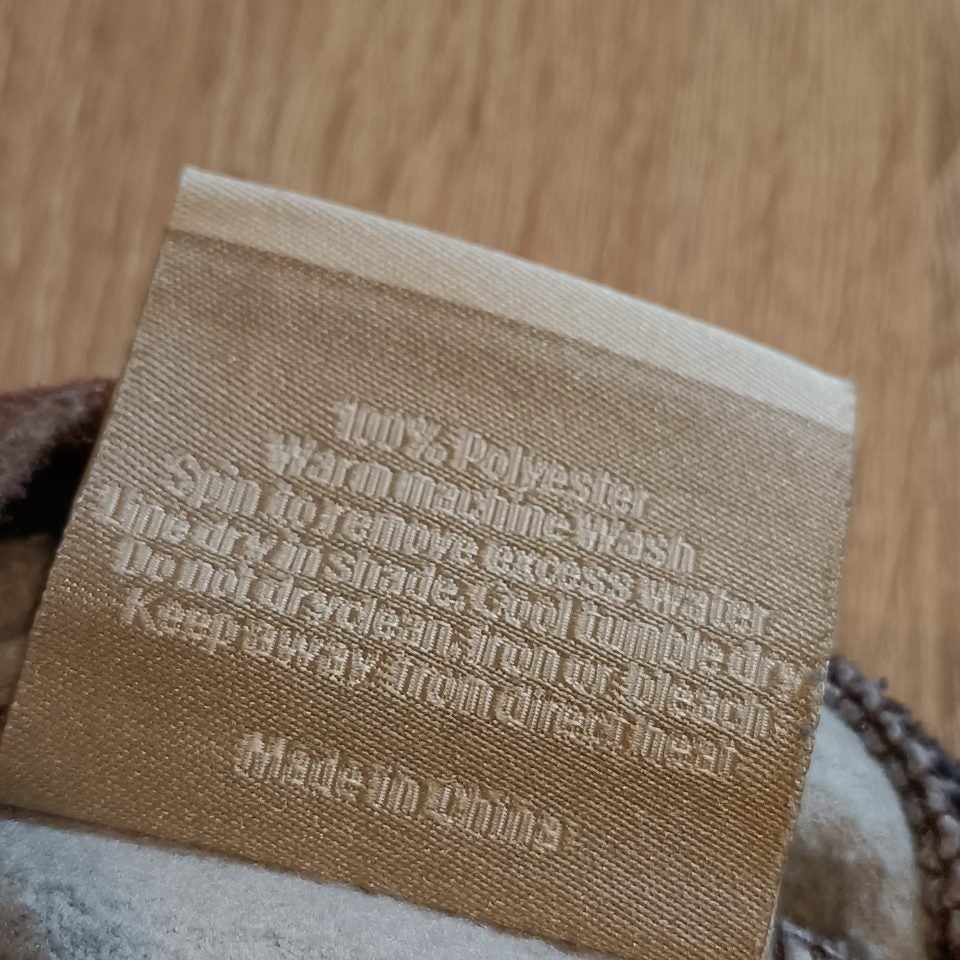 100% Polyester
Warm machine Wash
Spin to remove excess water
Line dry in shade. Cool tumble dry
Do not dryclean. Iron or bleach.
Keep away from direct heat
Made in China